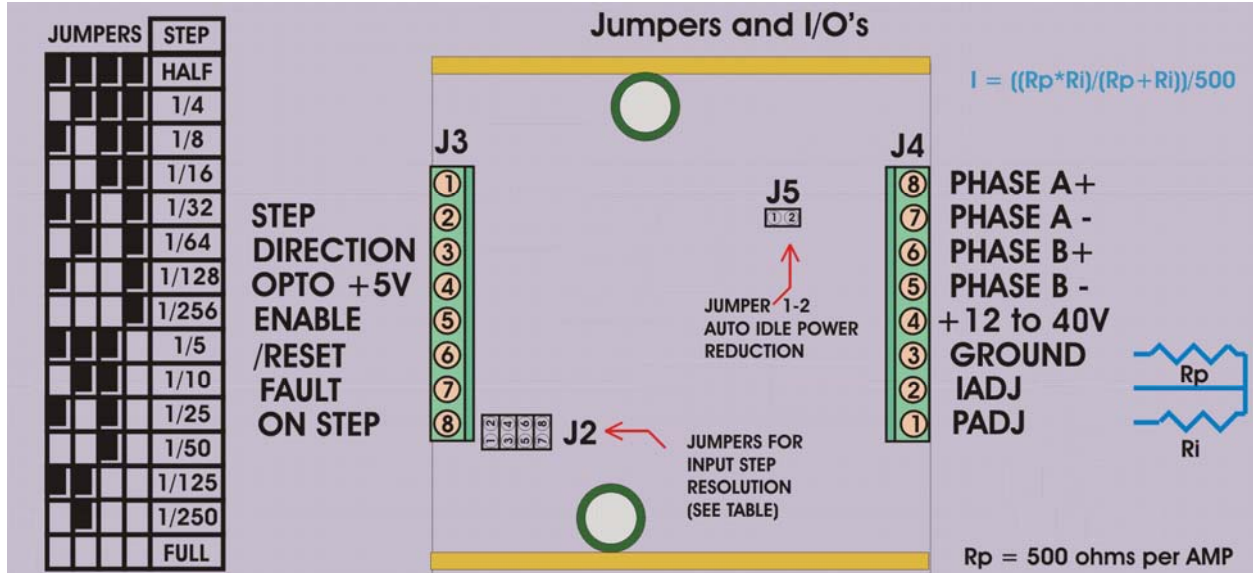 Jumpers and I/O's
JUMPERS STEP
HALF
1/4
1/8
1/16
1/32
1/64
1/128
1/256
1/5
1/10
1/25
1/50
1/125
1/250
FULL
I = ((Rp*Ri)/(Rp+Ri))/500
J3
1
2
3
4
5
6
7
8
STEP
DIRECTION
OPTO +5V
ENABLE
/RESET
FAULT
ON STEP
J5
1 2
JUMPER 1-2
AUTO IDLE POWER
REDUCTION
1 2
3 4
5 6
7 8
J2
JUMPERS FOR
INPUT STEP
RESOLUTION
(SEE TABLE)
J4
8 PHASE A+
7 PHASE A -
6 PHASE B+
5 PHASE B -
4 +12 to 40V
3 GROUND
2 IADJ
1 PADJ
Rp
Ri
Rp = 500 ohms per AMP